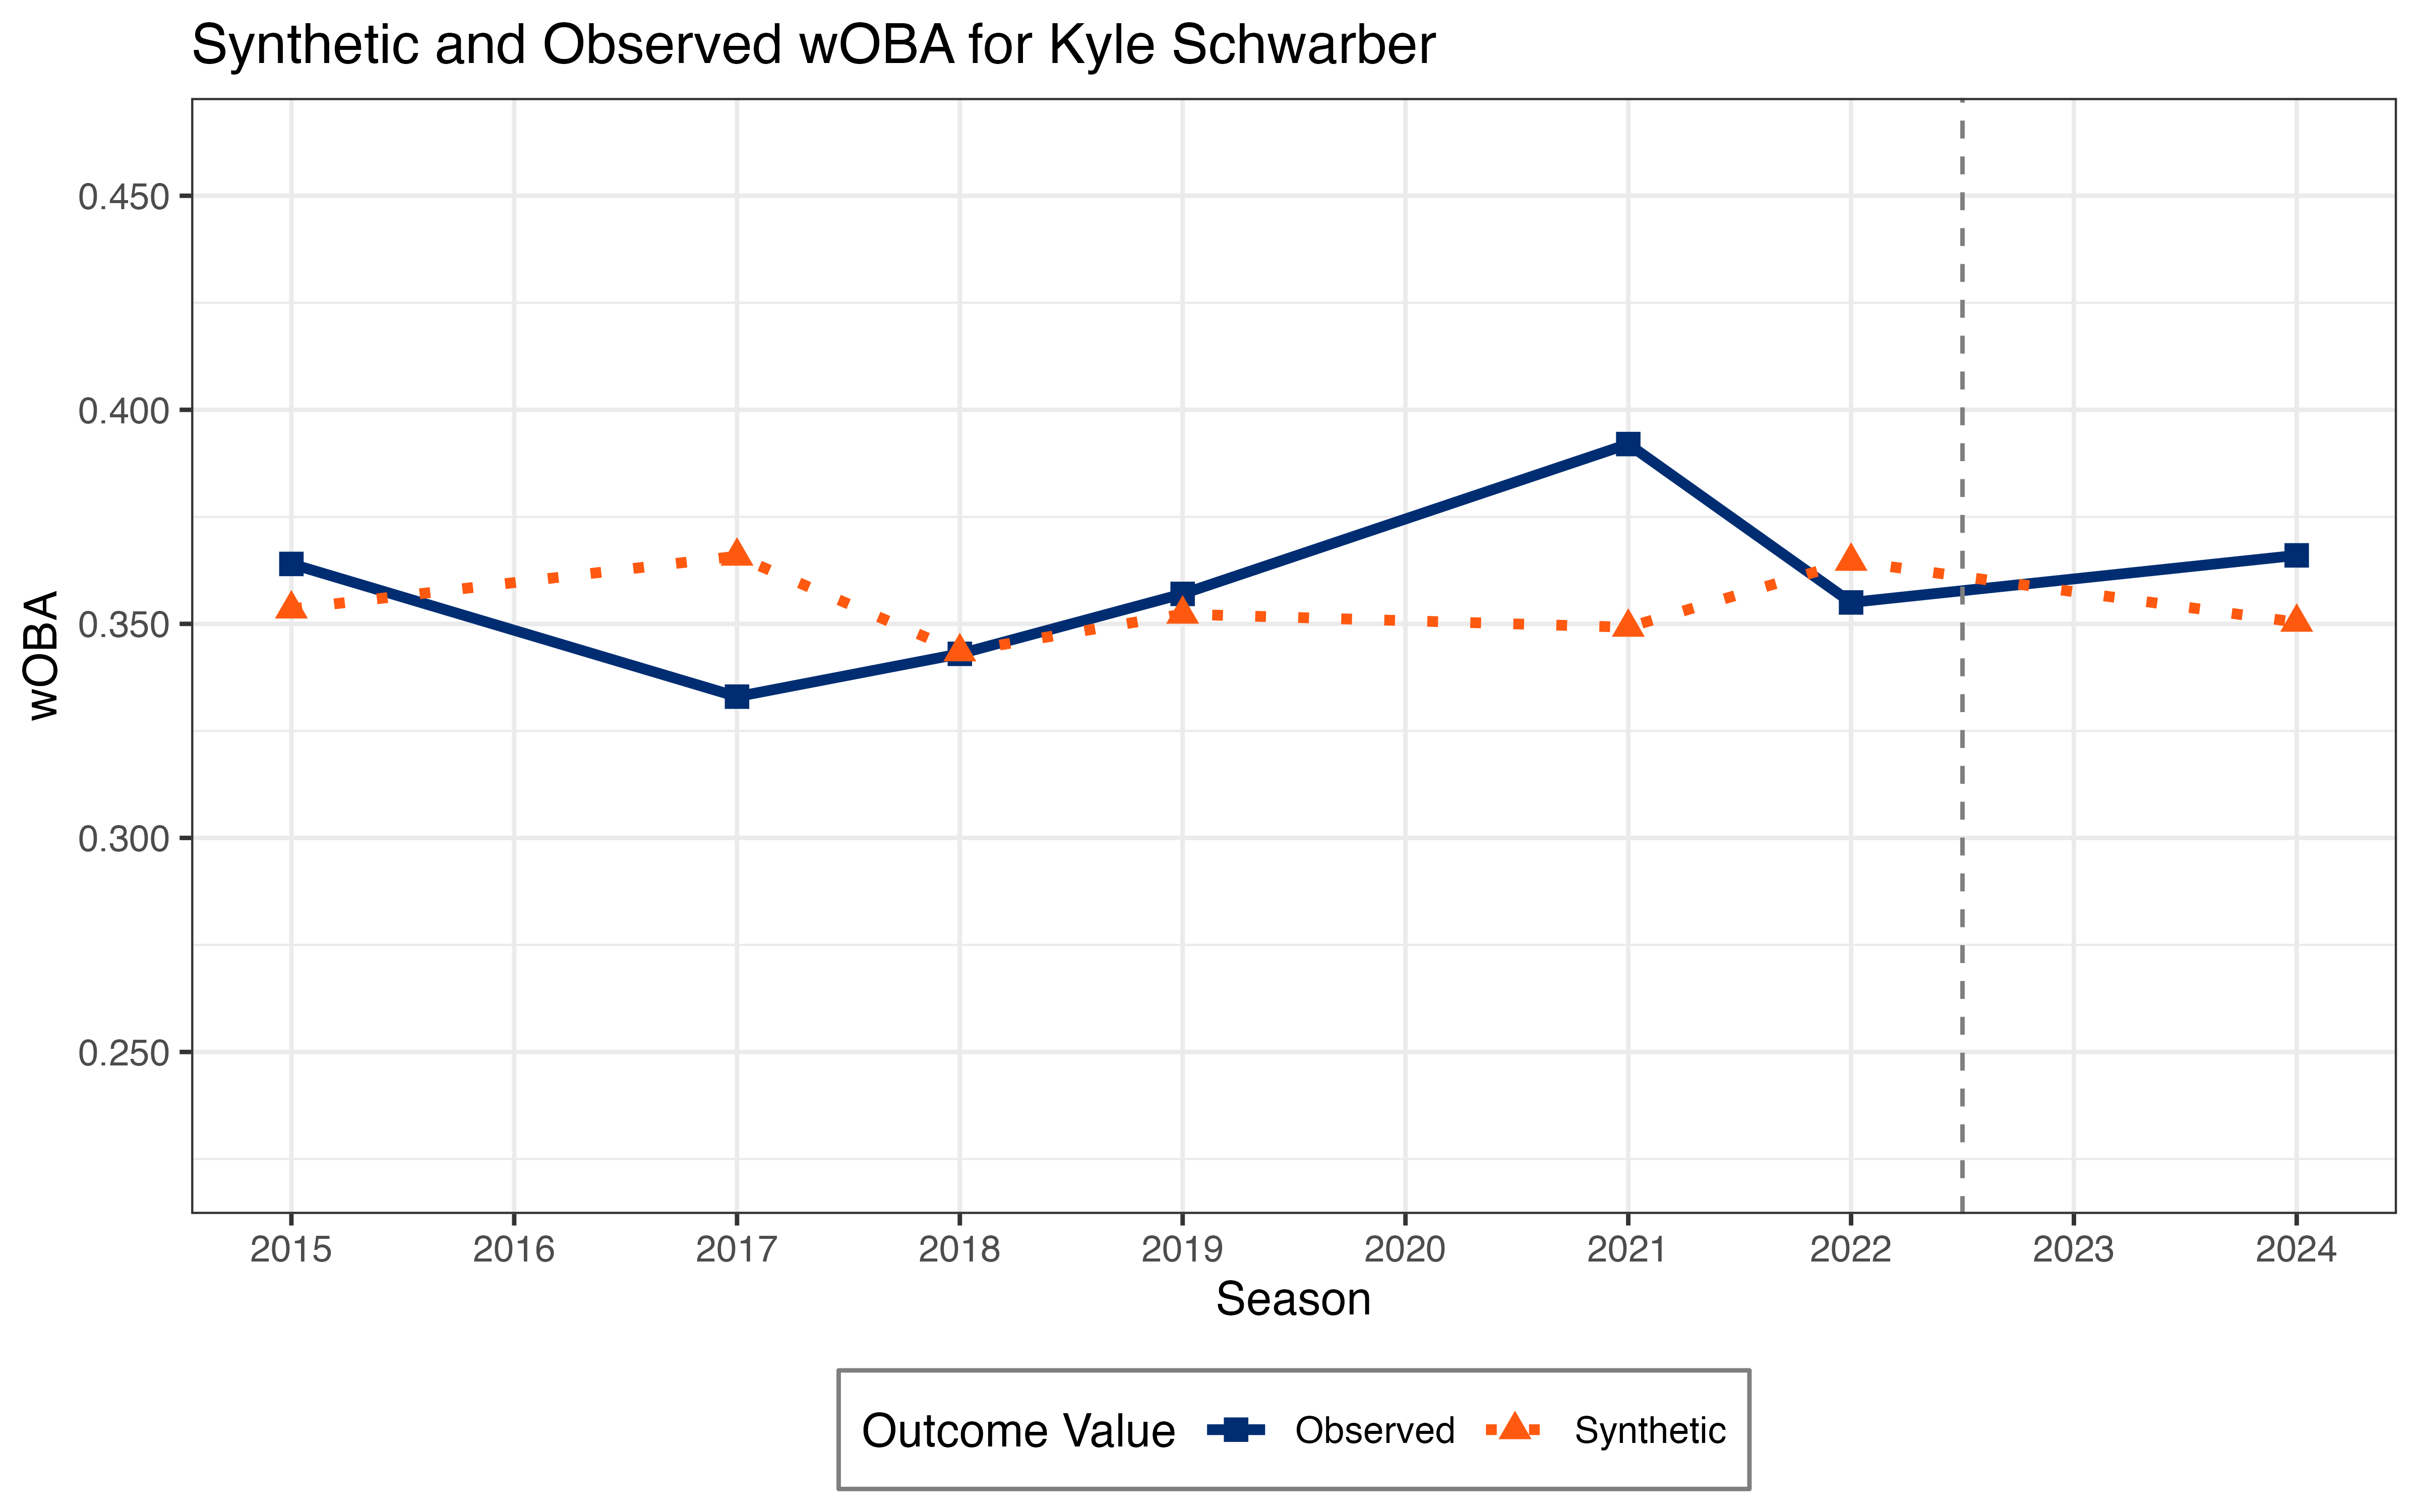 Synthetic and Observed wOBA for Kyle Schwarber
wOBA
0.450
0.400
0.350
0.300
0.250
2015 2016 2017 2018 2019 2020 2021 2022 2023 2024
Season
Outcome Value Observed Synthetic